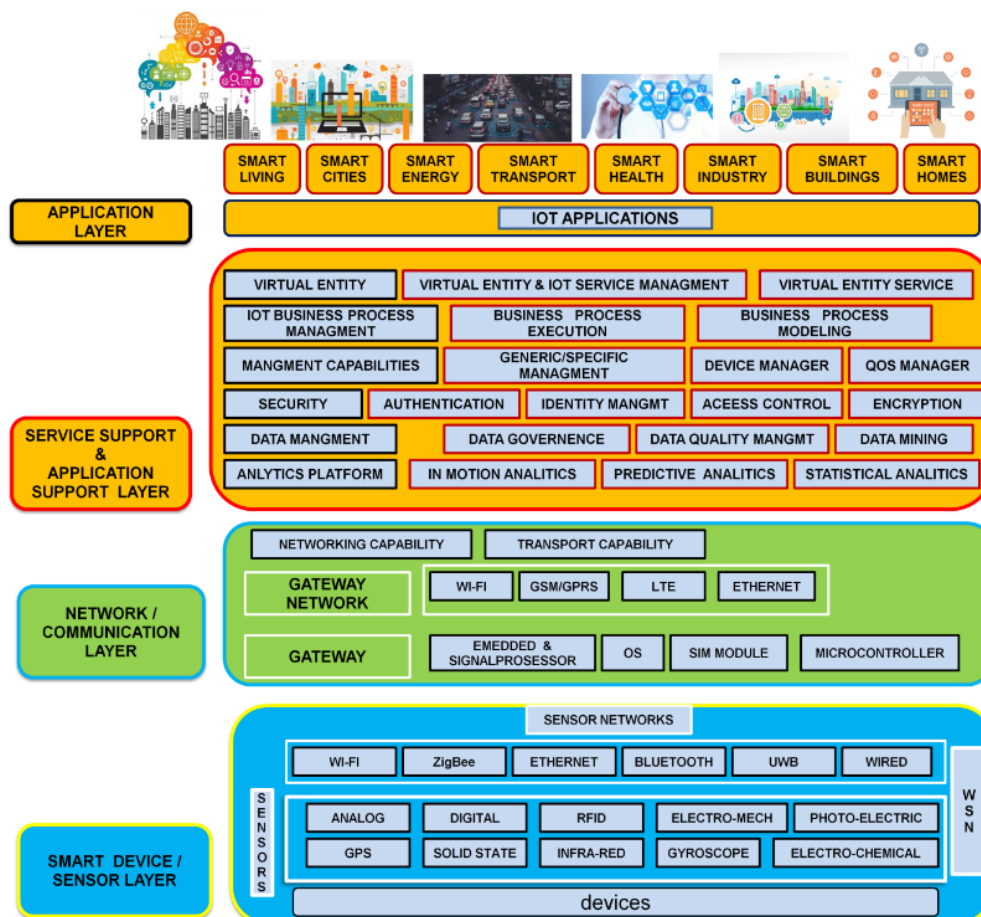 SMART LIVING
SMART CITIES
SMART ENERGY
SMART TRANSPORT
SMART HEALTH
SMART INDUSTRY
SMART BUILDINGS
SMART HOMES
APPLICATION
LAYER
IOT APPLICATIONS
VIRTUAL ENTITY
VIRTUAL ENTITY & IOT SERVICE MANAGMENT
VIRTUAL ENTITY SERVICE
IOT BUSINESS PROCESS
MANAGMENT
BUSINESS PROCESS
EXECUTION
BUSINESS PROCESS
MODELING
MANGMENT CAPABILITIES
GENERIC/SPECIFIC
MANAGMENT
DEVICE MANAGER
QOS MANAGER
SECURITY
AUTHENTICATION
IDENTITY MANGMT
ACEESS CONTROL
ENCRYPTION
SERVICE SUPPORT
&
APPLICATION
SUPPORT LAYER
DATA MANGMENT
DATA GOVERNENCE
DATA QUALITY MANGMT
DATA MINING
ANLYTICS PLATFORM
IN MOTION ANALITICS
PREDICTIVE ANALITICS
STATISTICAL ANALITICS
NETWORKING CAPABILITY
TRANSPORT CAPABILITY
NETWORK /
COMMUNICATION
LAYER
GATEWAY
NETWORK
WI-FI
GSM/GPRS
LTE
ETHERNET
GATEWAY
EMEDDED &
SIGNALPROSESSOR
OS
SIM MODULE
MICROCONTROLLER
SENSOR NETWORKS
WI-FI
ZigBee
ETHERNET
BLUETOOTH
UWB
WIRED
SENSORS
WSN
ANALOG
DIGITAL
RFID
ELECTRO-MECH
PHOTO-ELECTRIC
SMART DEVICE /
SENSOR LAYER
GPS
SOLID STATE
INFRA-RED
GYROSCOPE
ELECTRO-CHEMICAL
devices